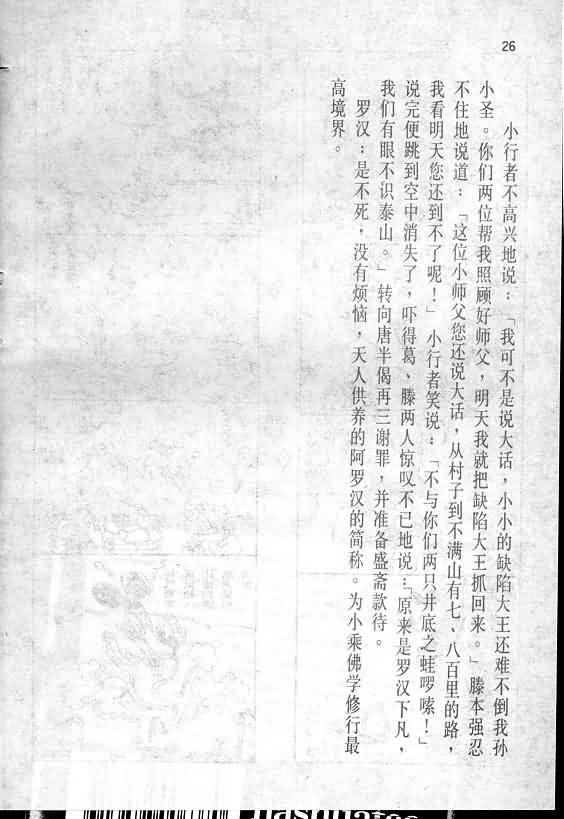 26
小行者不高兴地说：「我可不是说大话，小小的缺陷大王还难不倒我孙
小圣。你们两位帮我照顾好师父，明天我就把缺陷大王抓回来。」滕本强忍
不住地说道：「这位小师父您还说大话，从村子到不满山有七、八百里的路，
我看明天您还到不了呢！」小行者笑说：「不与你们两只井底之蛙啰嗦！」
说完便跳到空中消失了，吓得葛、滕两人惊叹不已地说：「原来是罗汉下凡，
我们有眼不识泰山。」转向唐半偈再三谢罪，并准备盛斋款待。
罗汉：是不死，没有烦恼，天人供养的阿罗汉的简称。为小乘佛学修行最
高境界。